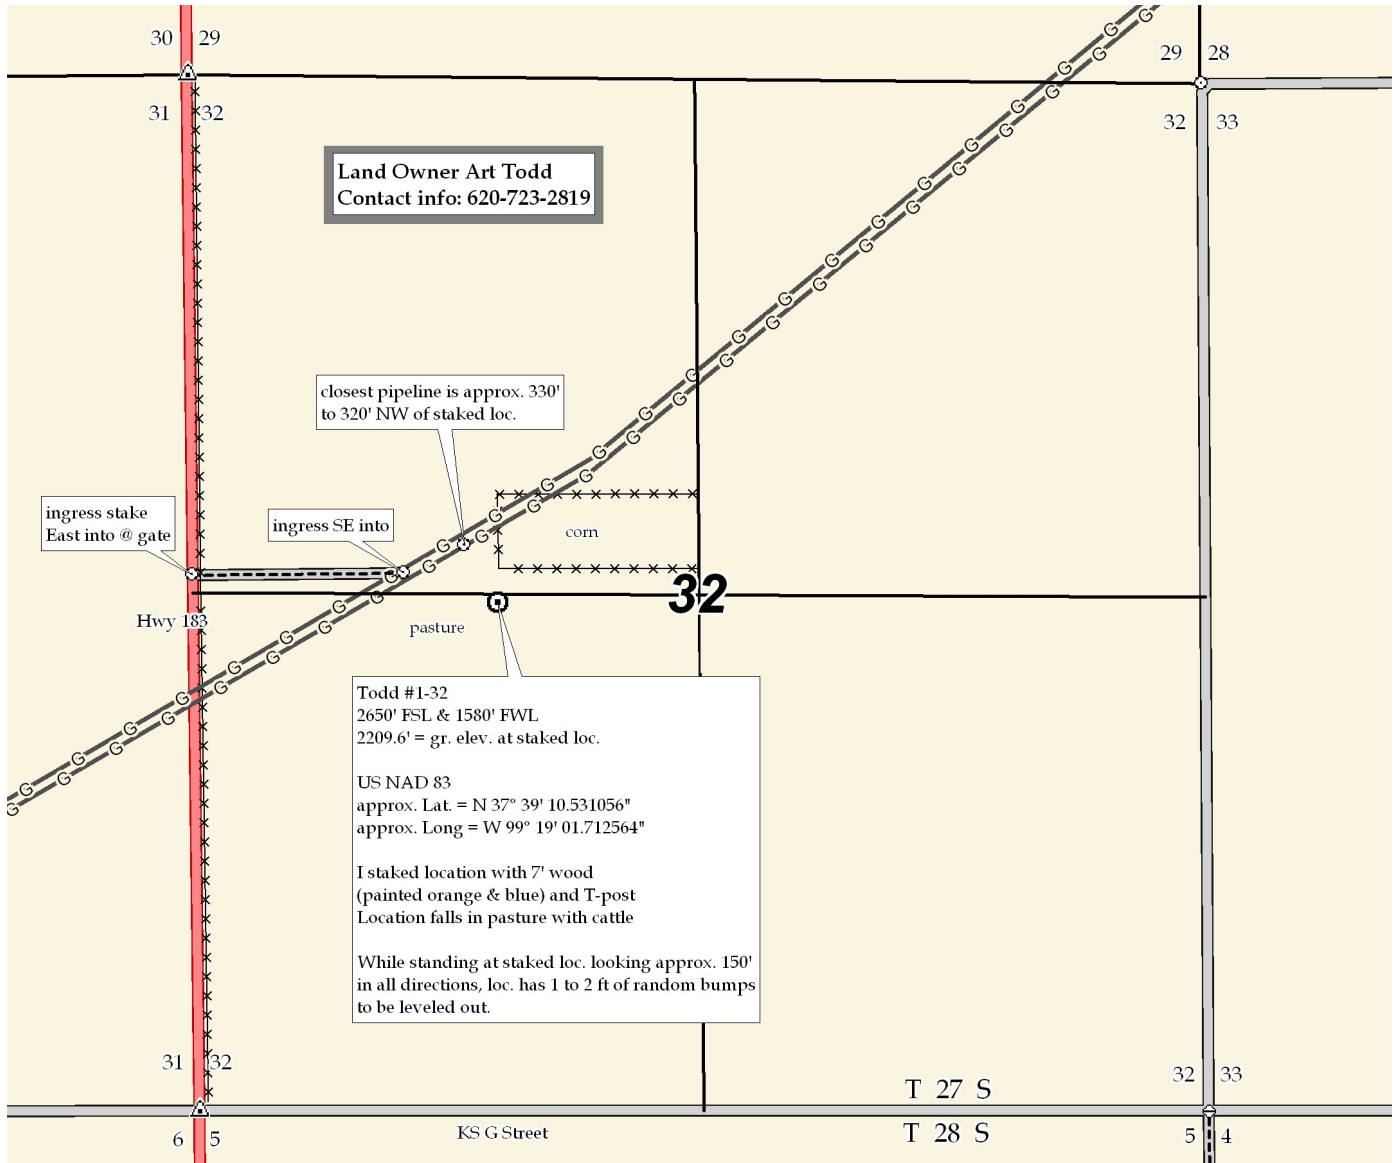 30 29
29 28
31 32
32 33
Land Owner Art Todd
Contact info: 620-723-2819
closest pipeline is approx. 330'
to 320' NW of staked loc.
ingress stake
East into @ gate
ingress SE into
corn
32
Hwy 183
pasture
Todd #1-32
2650' FSL & 1580' FWL
2209.6' = gr. elev. at staked loc.
US NAD 83
approx. Lat. = N 37° 39' 10.531056"
approx. Long = W 99° 19' 01.712564"
I staked location with 7' wood
(painted orange & blue) and T-post
Location falls in pasture with cattle
While standing at staked loc. looking approx. 150'
in all directions, loc. has 1 to 2 ft of random bumps
to be leveled out.
31 32
32 33
T 27 S
KS G Street
T 28 S
6 5
5 4